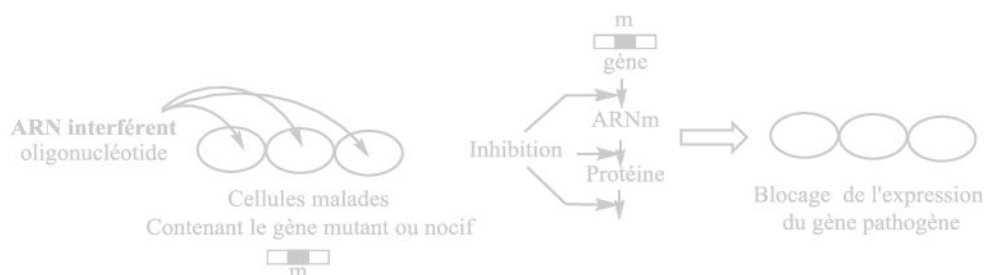 ARN interférent
oligonucléotide
Cellules malades
Contenant le gène mutant ou nocif
m
m
gène
ARNm
Inhibition
Protéine
Blocage de l'expression
du gène pathogène